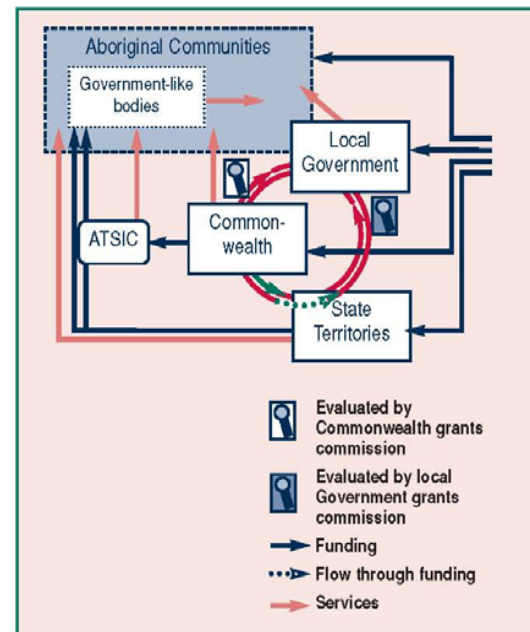 Aboriginal Communities
Government-like
bodies
Local
Government
Common-
wealth
ATSIC
State
Territories
Evaluated by
Commonwealth grants
commission
Evaluated by local
Government grants
commission
Funding
Flow through funding
Services